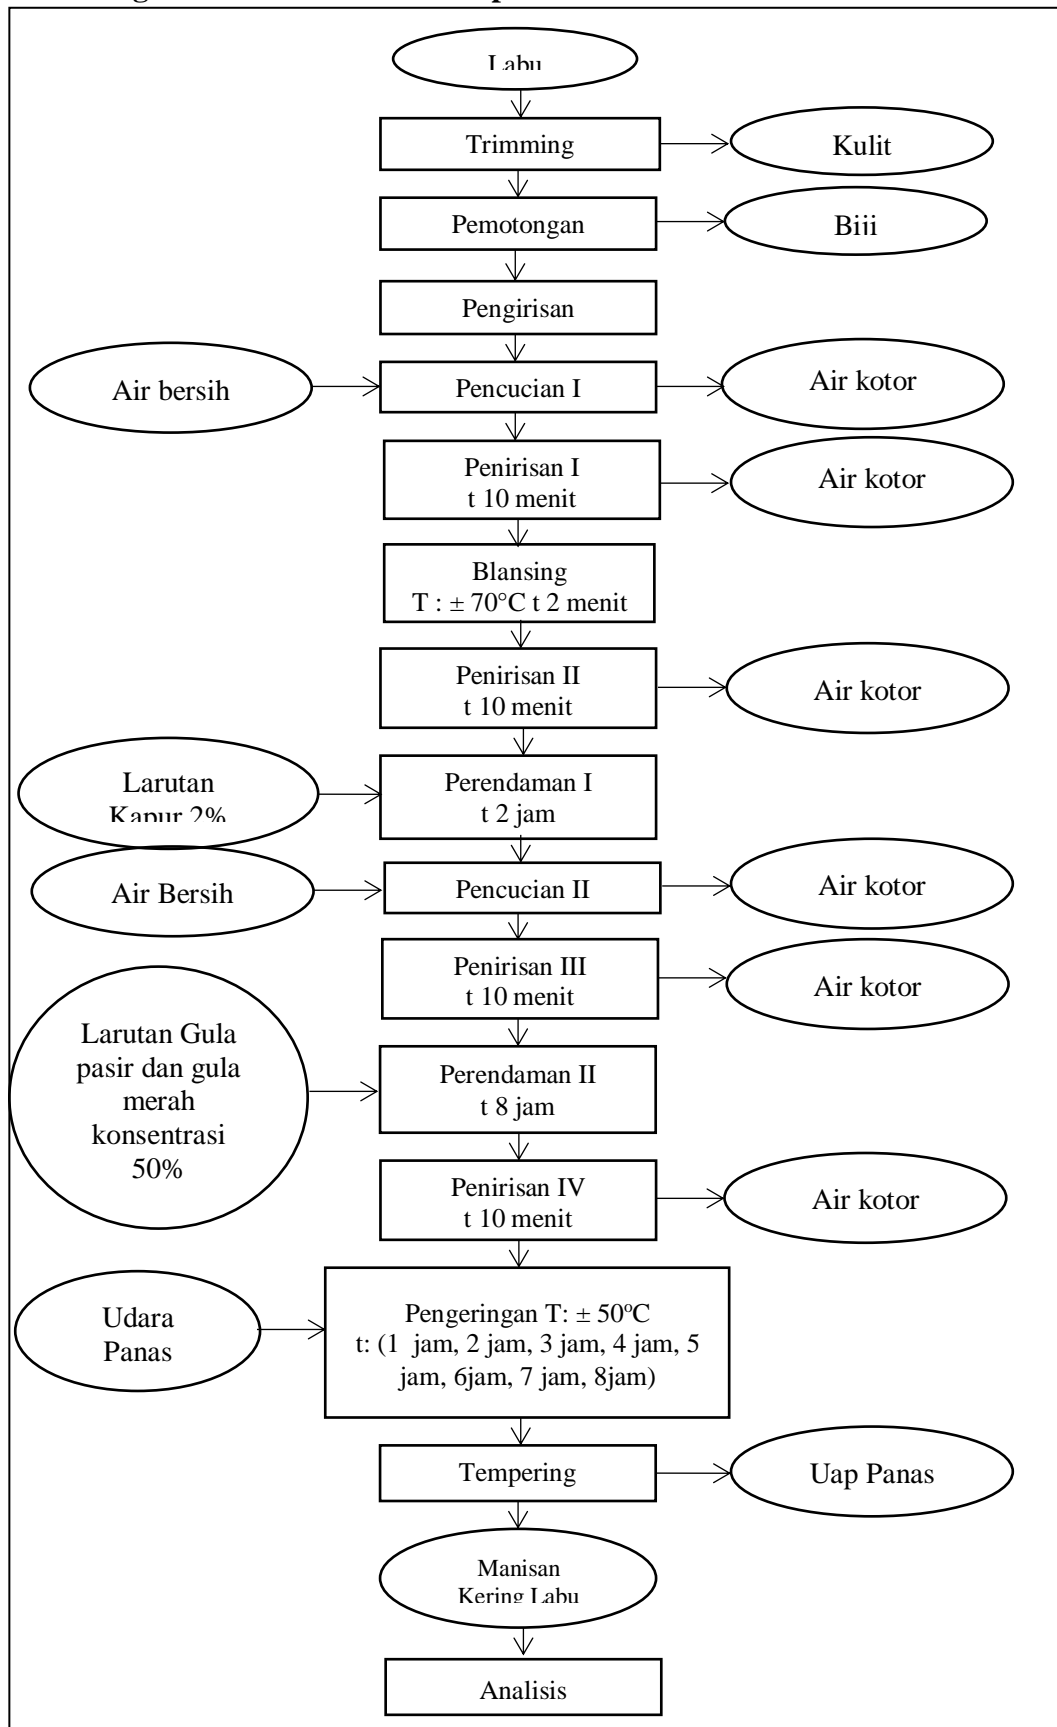 Labu
Trimming
Kulit
Pemotongan
Biji
Pengirisan
Air bersih
Pencucian I
Air kotor
Penirisan I
t 10 menit
Air kotor
Blansing
T : ± 70°C t 2 menit
Penirisan II
t 10 menit
Air kotor
Larutan
Kapur 2%
Perendaman I
t 2 jam
Air Bersih
Pencucian II
Air kotor
Penirisan III
t 10 menit
Air kotor
Larutan Gula
pasir dan gula
merah
konsentrasi
50%
Perendaman II
t 8 jam
Penirisan IV
t 10 menit
Air kotor
Udara
Panas
Pengeringan T: ± 50°C
t: (1 jam, 2 jam, 3 jam, 4 jam, 5
jam, 6jam, 7 jam, 8jam)
Tempering
Uap Panas
Manisan
Kering Labu
Analisis